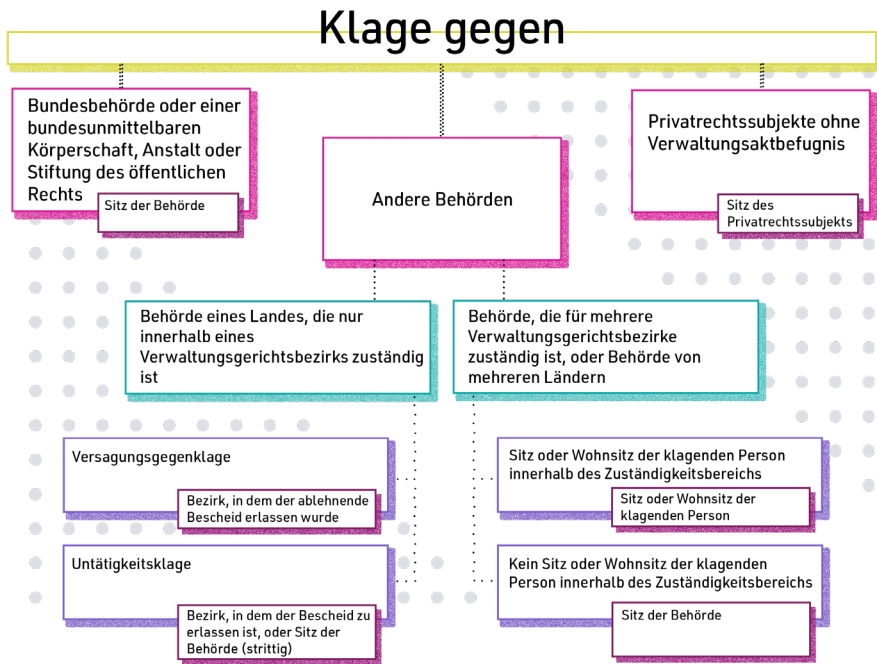 Klage gegen
Bundesbehörde oder einer
bundesunmittelbaren
Körperschaft, Anstalt oder
Stiftung des öffentlichen
Rechts
Sitz der Behörde
Andere Behörden
Privatrechtssubjekte ohne
Verwaltungsaktbefugnis
Sitz des
Privatrechtssubjekts
Behörde eines Landes, die nur
innerhalb eines
Verwaltungsgerichtsbezirks zuständig
ist
Behörde, die für mehrere
Verwaltungsgerichtsbezirke
zuständig ist, oder Behörde von
mehreren Ländern
Versagungsgegenklage
Bezirk, in dem der ablehnende
Bescheid erlassen wurde
Sitz oder Wohnsitz der klagenden Person
innerhalb des Zuständigkeitsbereichs
Sitz oder Wohnsitz der
klagenden Person
Untätigkeitsklage
Bezirk, in dem der Bescheid zu
erlassen ist, oder Sitz der
Behörde (strittig)
Kein Sitz oder Wohnsitz der klagenden
Person innerhalb des Zuständigkeitsbereichs
Sitz der Behörde